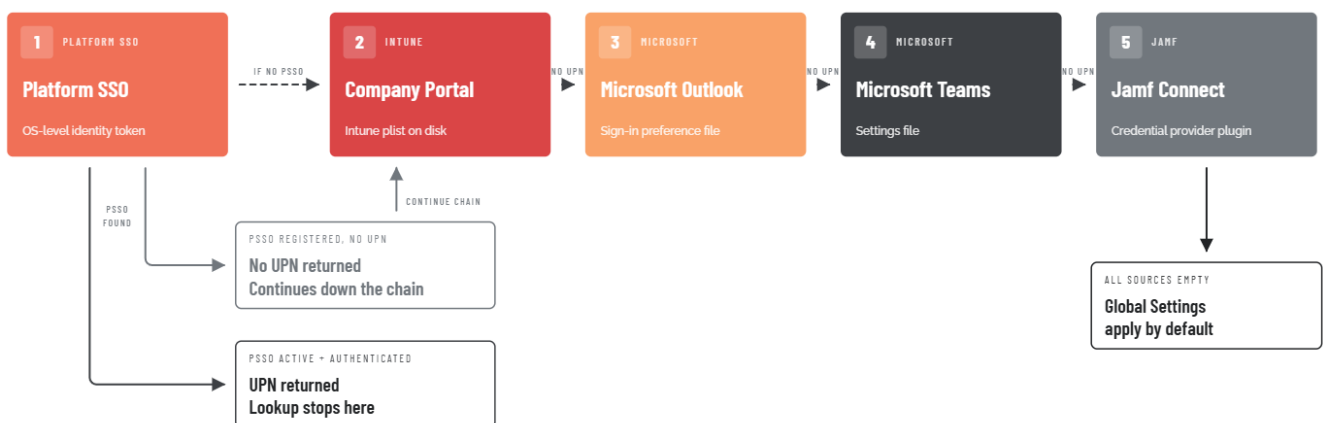 1 PLATFORM SSO
Platform SSO
OS-level identity token
IF NO PSSO
2 INTUNE
Company Portal
Intune plist on disk
NO UPN
3 MICROSOFT
Microsoft Outlook
Sign-in preference file
NO UPN
4 MICROSOFT
Microsoft Teams
Settings file
NO UPN
5 JAMF
Jamf Connect
Credential provider plugin
PSSO
FOUND
CONTINUE CHAIN
PSSO REGISTERED, NO UPN
No UPN returned
Continues down the chain
ALL SOURCES EMPTY
Global Settings
apply by default
PSSO ACTIVE + AUTHENTICATED
UPN returned
Lookup stops here